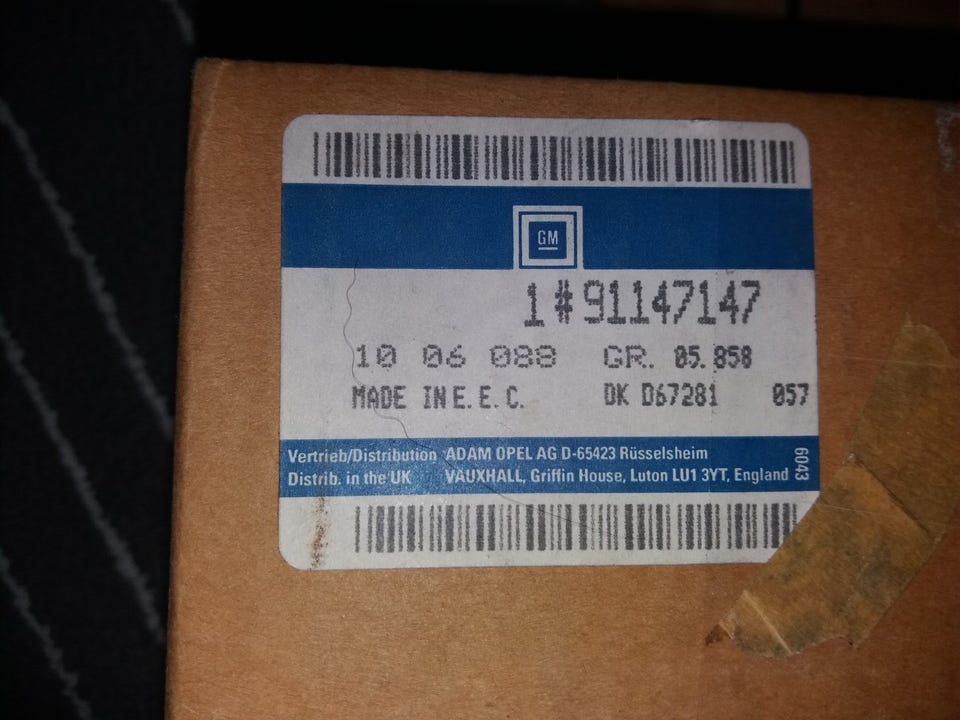 GM
1#91147147
10 06 088 GR. 05.858
MADE IN E.E.C. DK D67281 057
Vertrieb/Distribution ADAM OPEL AG D-65423 Rüsselsheim
Distrib. in the UK VAUXHALL, Griffin House, Luton LU1 3YT, England
6043